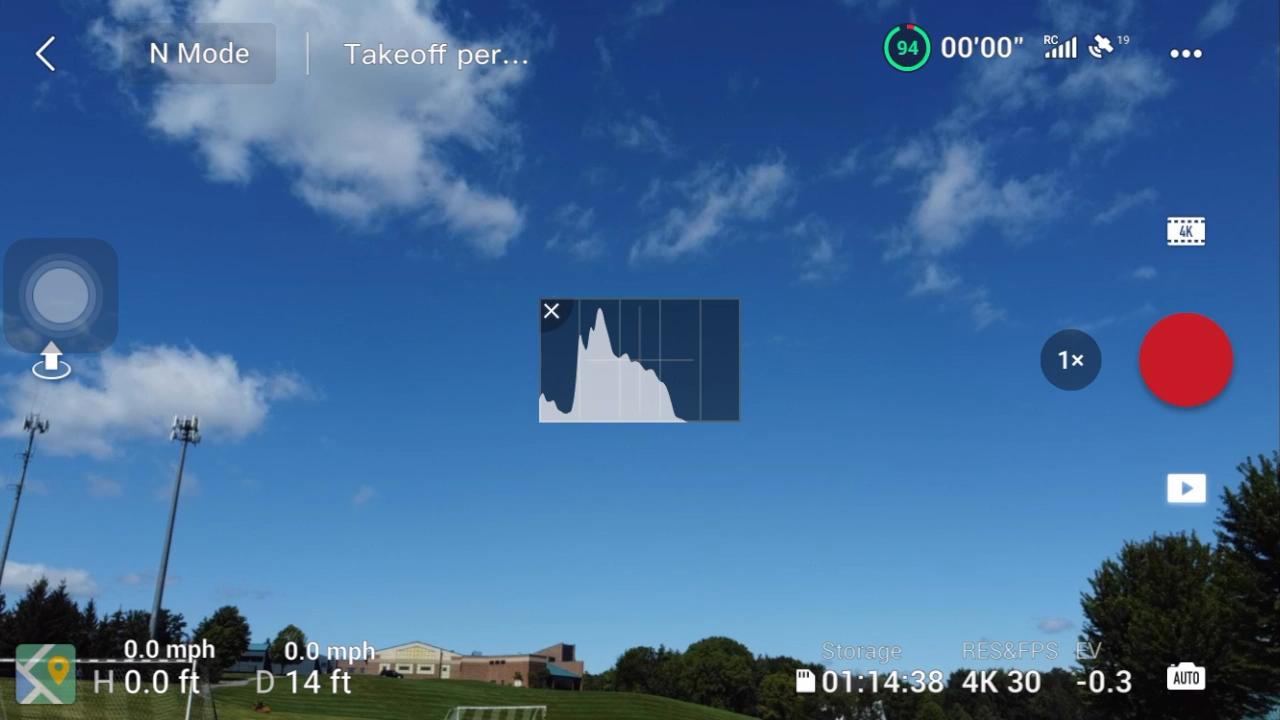 N Mode
Takeoff per...
94 00'00" RC 19
4K
1×
0.0 mph 0.0 mph
H 0.0 ft D 14 ft
Storage RES&FPS EV
01:14:38 4K 30 -0.3
AUTO